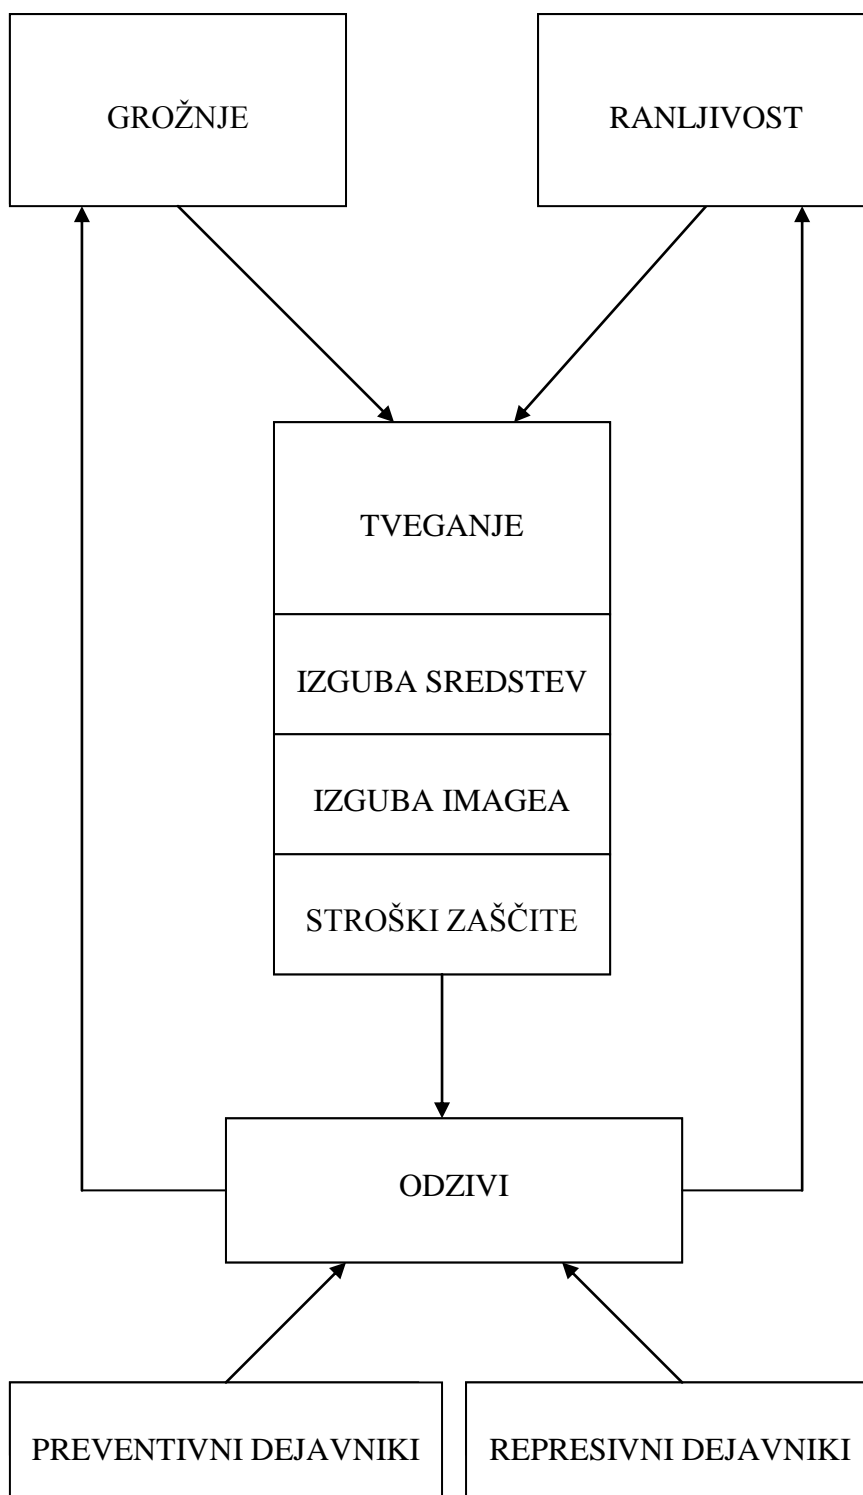 GROŽNJE
RANLJIVOST
TVEGANJE
IZGUBA SREDSTEV
IZGUBA IMAGEA
STROŠKI ZAŠČITE
ODZIVI
PREVENTIVNI DEJAVNIKI
REPRESIVNI DEJAVNIKI